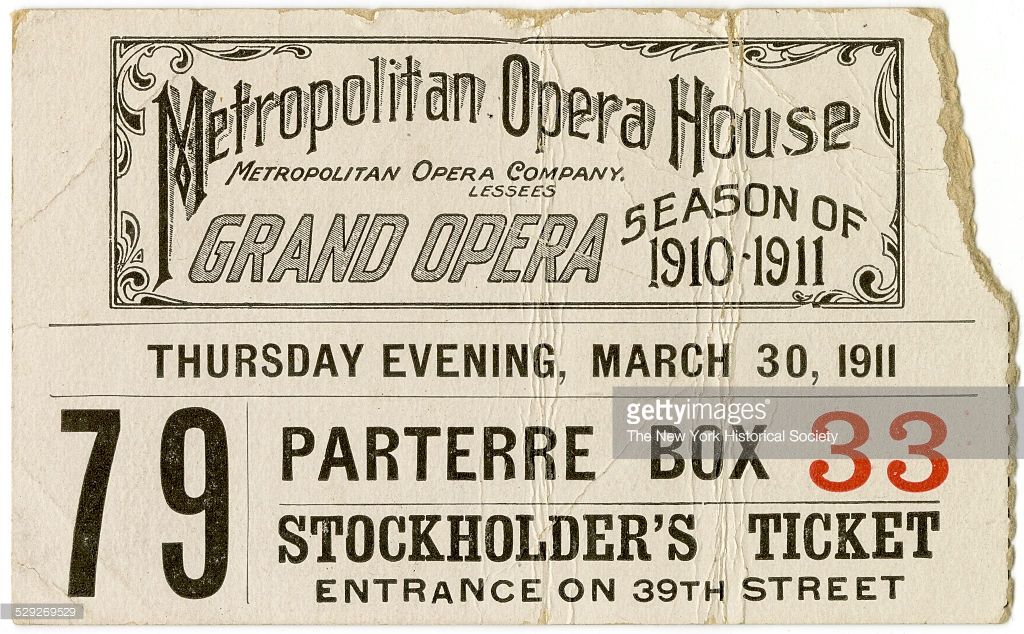 Metropolitan Opera House
METROPOLITAN OPERA COMPANY.
LESSEES
GRAND OPERA
SEASON OF
1910-1911
THURSDAY EVENING, MARCH 30, 1911
79
PARTERRE BOX 33
STOCKHOLDER'S TICKET
ENTRANCE ON 39TH STREET
gettyimages®
The New York Historical Society
529269529